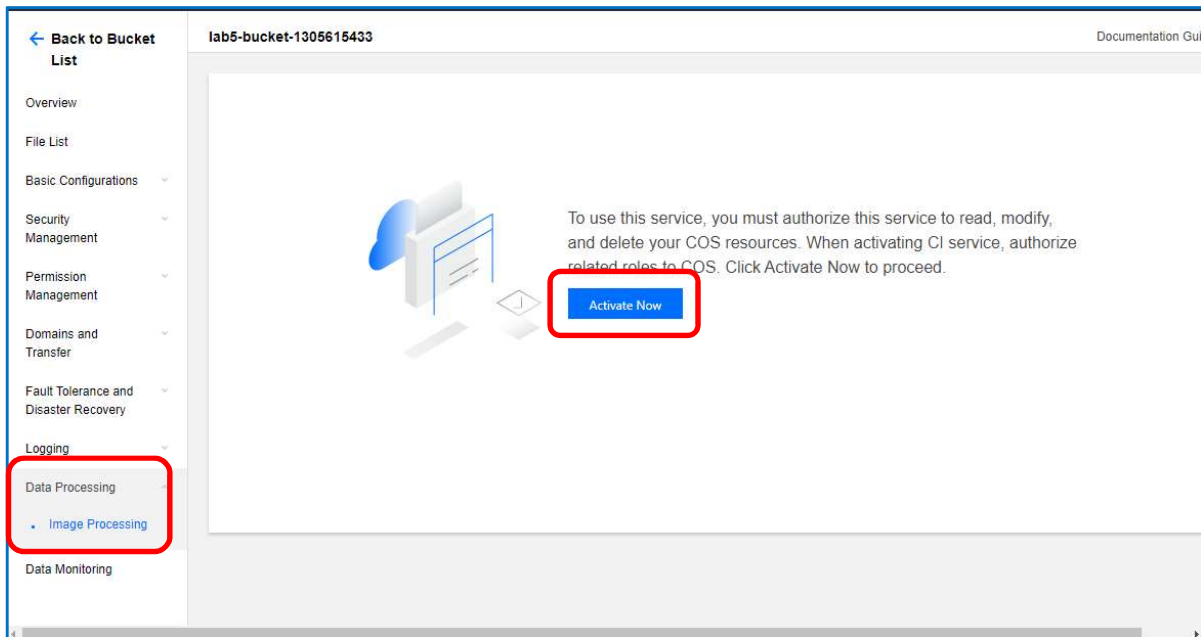 Back to Bucket
List
Overview
File List
Basic Configurations
Security
Management
Permission
Management
Domains and
Transfer
Fault Tolerance and
Disaster Recovery
Logging
Data Processing
Image Processing
Data Monitoring
lab5-bucket-1305615433
Documentation Gui
To use this service, you must authorize this service to read, modify,
and delete your COS resources. When activating CI service, authorize
related roles to COS. Click Activate Now to proceed.
Activate Now